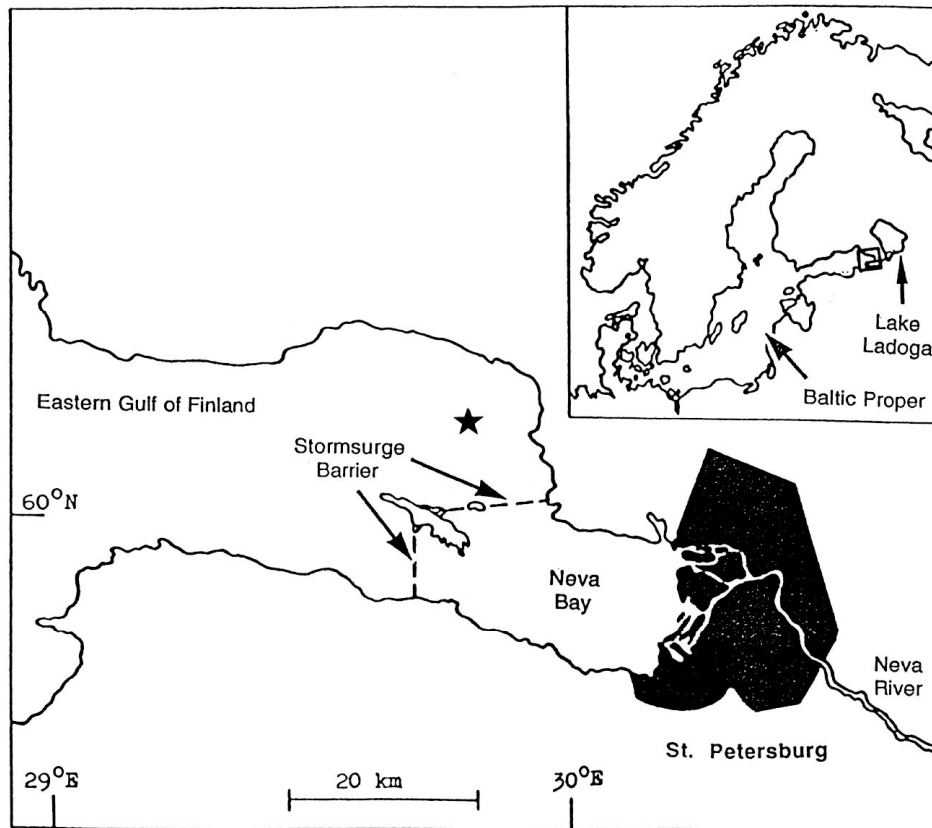 Lake
Ladoga
Baltic Proper
Eastern Gulf of Finland
Stormsurge
Barrier
60°N
Neva
Bay
Neva
River
St. Petersburg
29°E
20 km
30°E